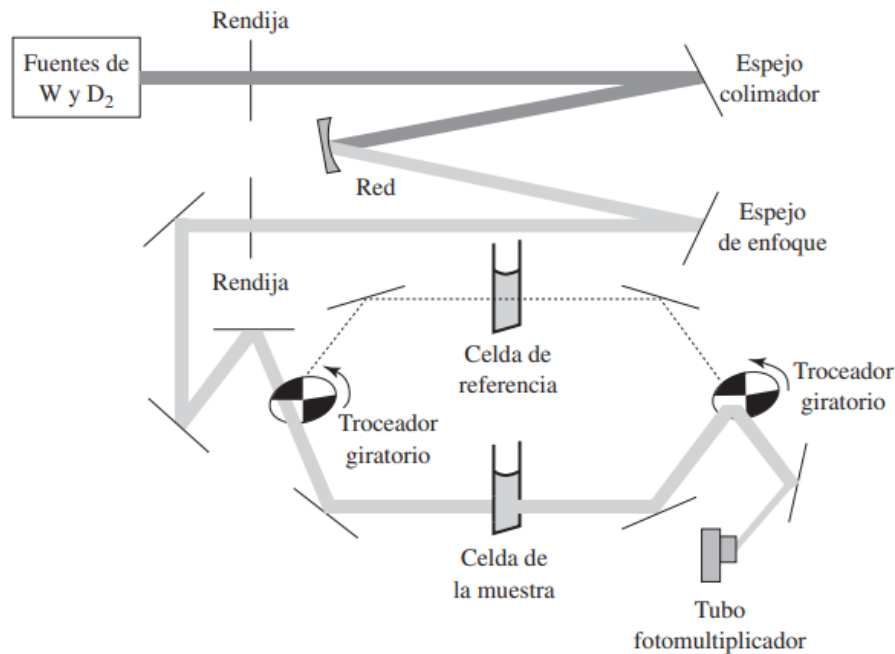 Rendija
Fuentes de
W y D₂
Espejo
colimador
Red
Espejo
de enfoque
Rendija
Celda de
referencia
Troceador
giratorio
Troceador
giratorio
Celda de
la muestra
Tubo
fotomultiplicador